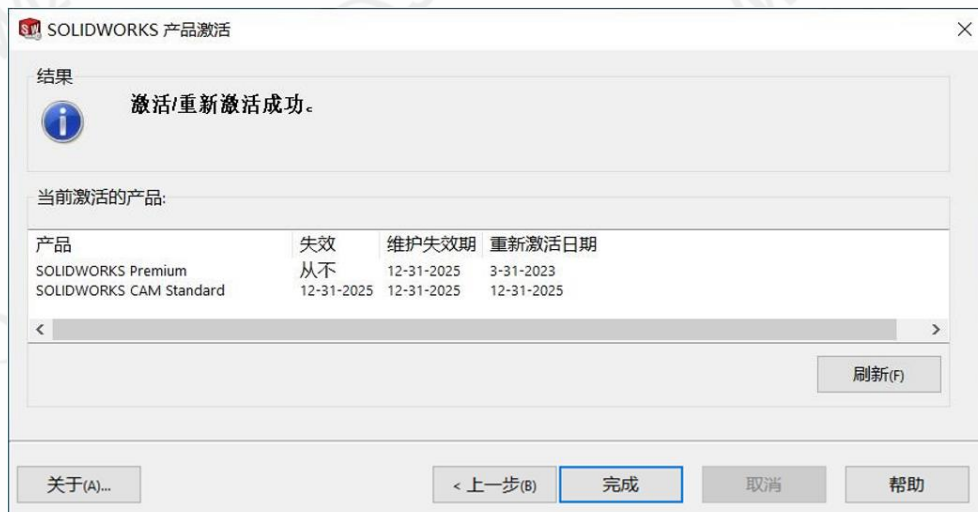 SOLIDWORKS 产品激活
结果
激活/重新激活成功。
当前激活的产品:
产品 失效 维护失效期 重新激活日期
SOLIDWORKS Premium 从不 12-31-2025 3-31-2023
SOLIDWORKS CAM Standard 12-31-2025 12-31-2025 12-31-2025
刷新(F)
关于(A)... < 上一步(B) 完成 取消 帮助